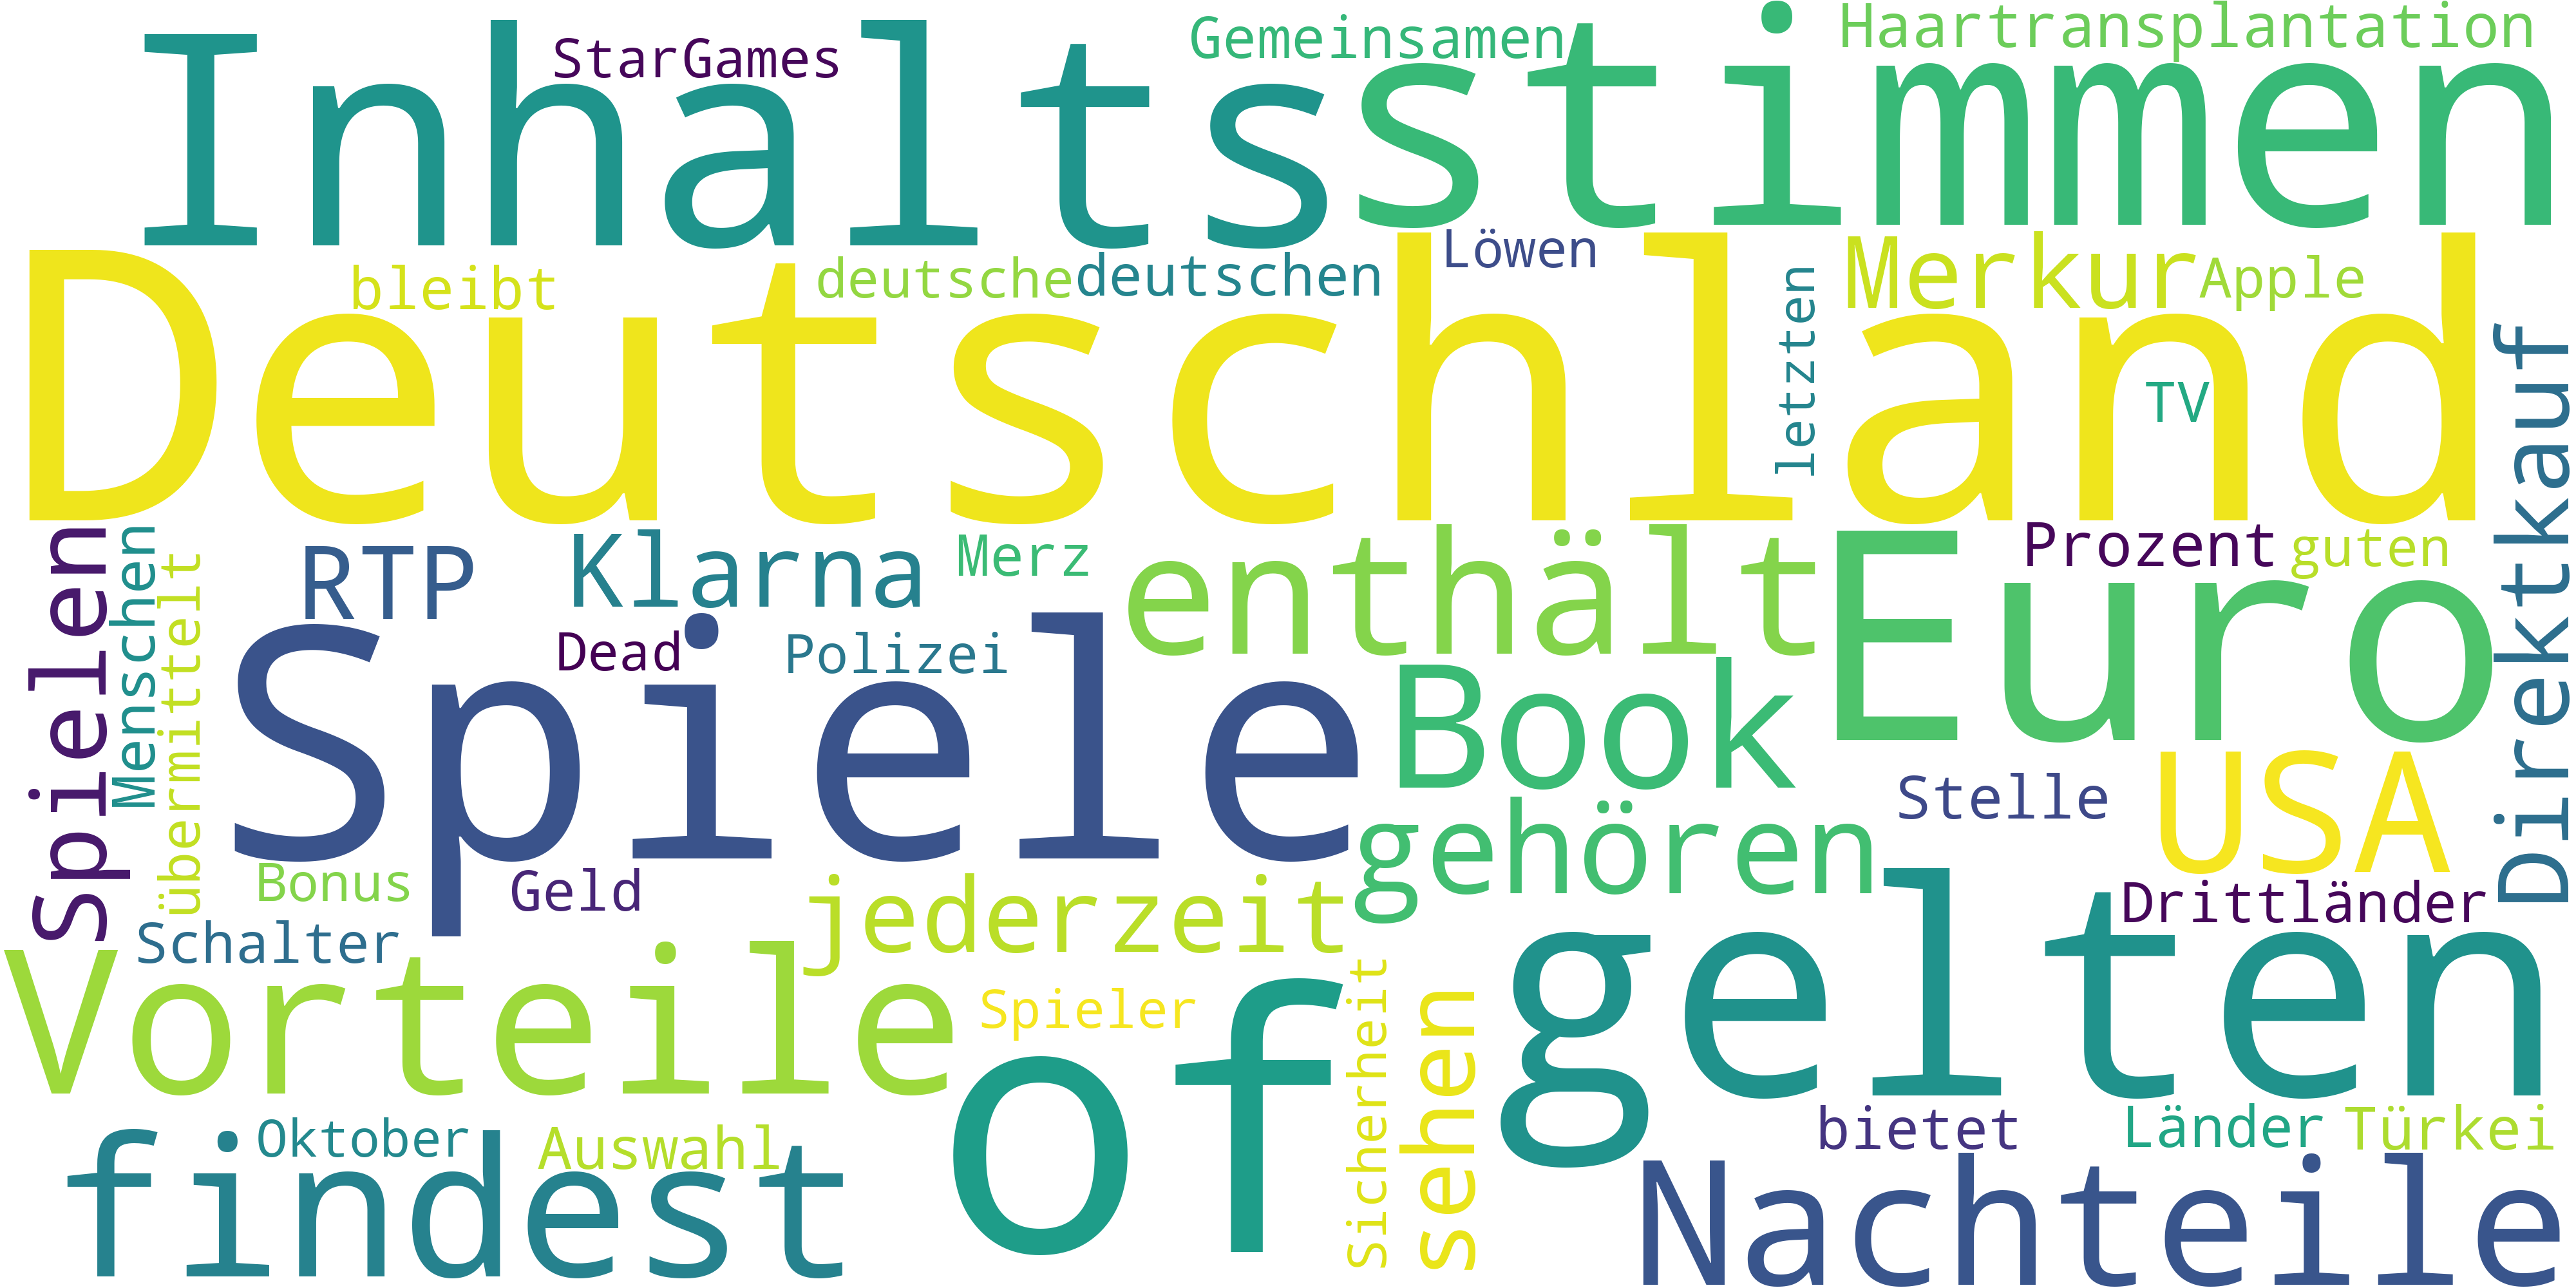 Inhalts
StarGames
Gemeinsamen
stimmen
Haartransplantation
Deutschland
bleibt
deutsche
deutschen
Löwen
letzten
Merkur
Apple
TV
Direktkauf
Spielen
Menschen
übermittelt
RTP
Klarna
Merz
enthält
Euro
Prozent
guten
Spiele
Dead
Polizei
Book
Stelle
USA
gehören
Bonus
Geld
jederzeit
Drittländer
Schalter
Vorteile
Spieler
of
Sicherheit
sehen
gelten
findest
Oktober
Auswahl
bietet
Länder
Türkei
Nachteile